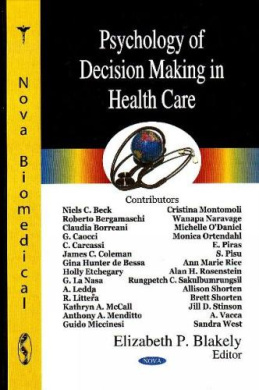 Psychology of
Decision Making in
Health Care
Nova Biomedical
Contributors
Niels C. Beck
Roberto Bergamaschi
Claudia Borreani
G. Caocci
C. Carcassi
James C. Coleman
Gina Hunter de Bessa
Holly Etchegary
G. La Nasa
A. Ledda
R. Littera
Kathryn A. McCall
Anthony A. Menditto
Guido Miccinesi
Cristina Montomoli
Wanapa Naravage
Michelle O'Daniel
Monica Ortendahl
E. Piras
S. Pisu
Ann Marie Rice
Alan H. Rosenstein
Rungpetch C. Sakulbumrungsil
Allison Shorten
Brett Shorten
Jill D. Stinson
A. Vacca
Sandra West
Elizabeth P. Blakely
Editor
NOVA